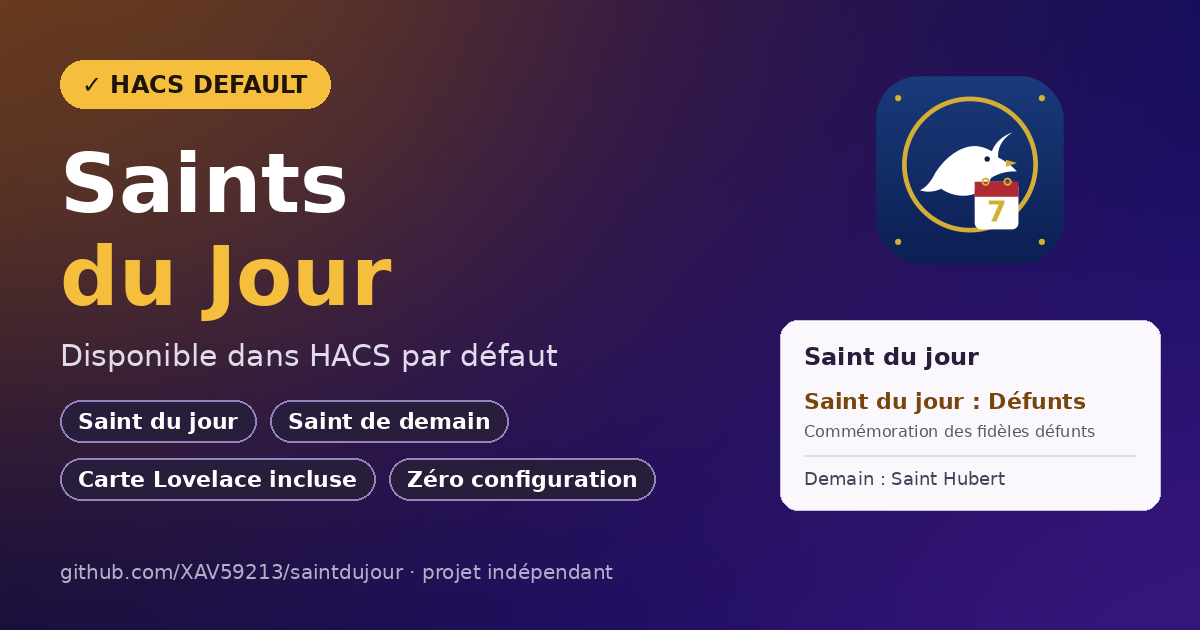 ✓ HACS DEFAULT
Saints
du Jour
Disponible dans HACS par défaut
Saint du jour
Saint de demain
Carte Lovelace incluse
Zéro configuration
github.com/XAV59213/saintdujour · projet indépendant
7
Saint du jour
Saint du jour : Défunts
Commémoration des fidèles défunts
Demain : Saint Hubert